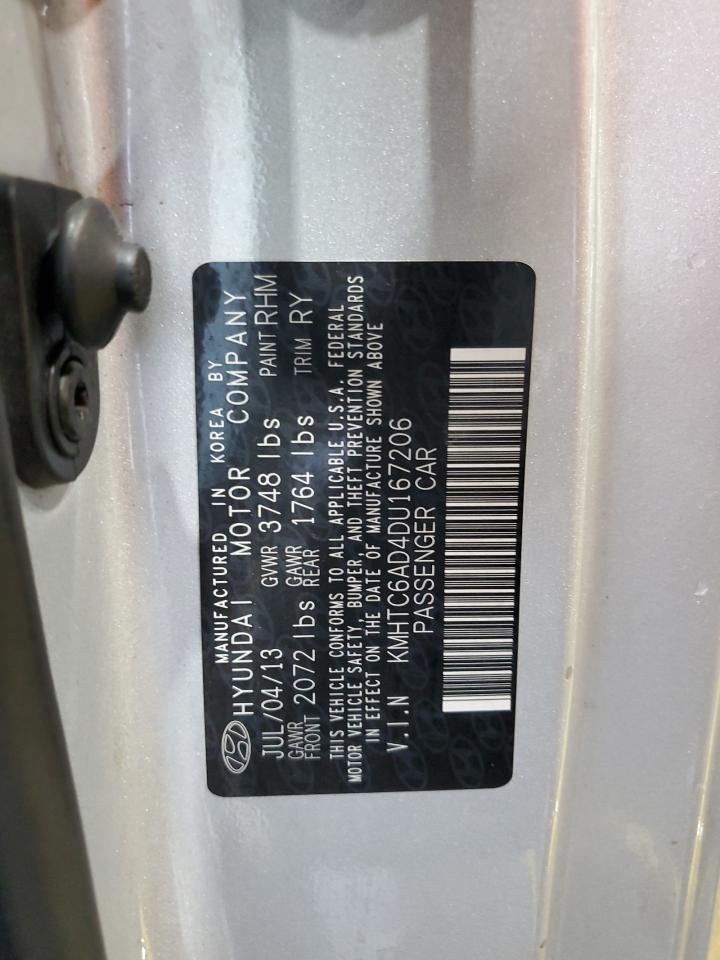 MANUFACTURED IN KOREA BY
HYUNDAI MOTOR COMPANY
JUL/04/13 GVWR 3748 lbs PAINT RHM
GAWR FRONT 2072 lbs GAWR REAR 1764 lbs TRIM RY
THIS VEHICLE CONFORMS TO ALL APPLICABLE U.S.A. FEDERAL
MOTOR VEHICLE SAFETY, BUMPER, AND THEFT PREVENTION STANDARDS
IN EFFECT ON THE DATE OF MANUFACTURE SHOWN ABOVE
V.I.N KMHTC6AD4DU167206
PASSENGER CAR